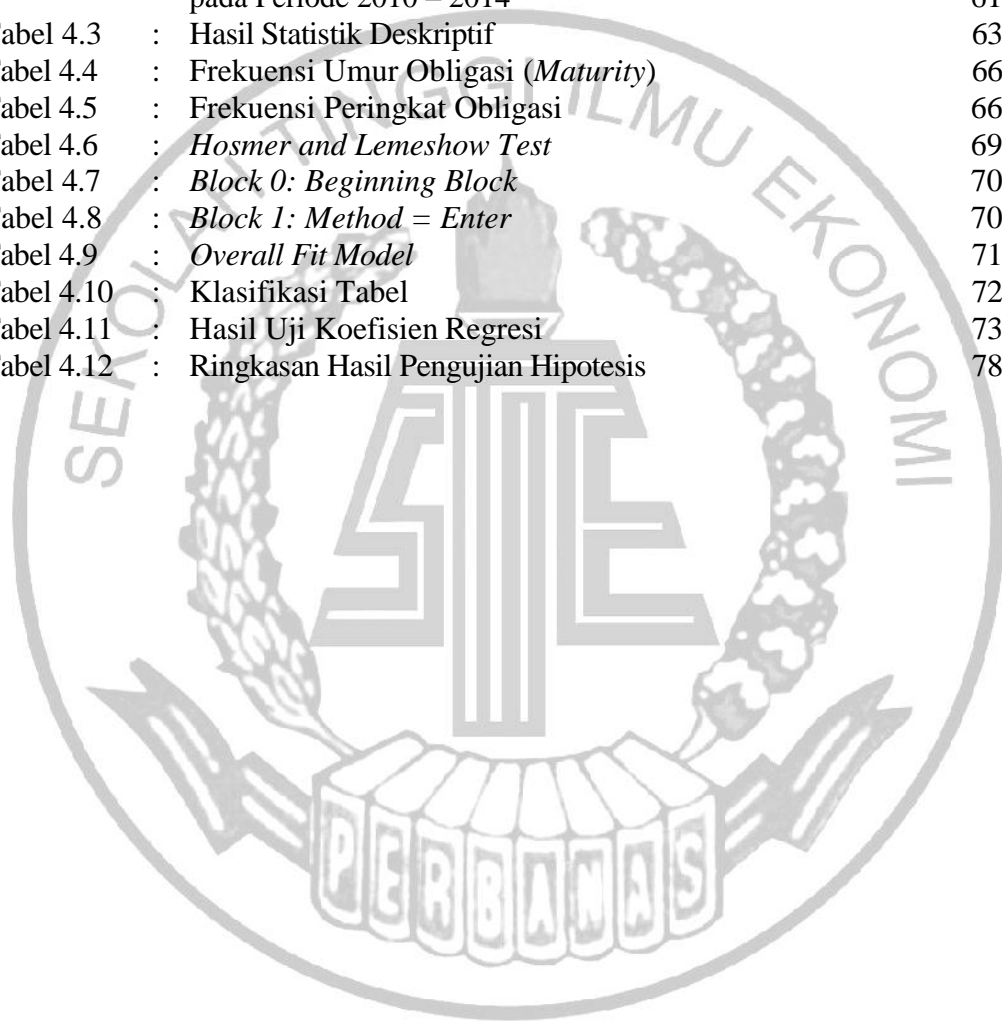 pada Periode 2010 – 2014 61
Tabel 4.3 : Hasil Statistik Deskriptif 63
Tabel 4.4 : Frekuensi Umur Obligasi (Maturity) 66
Tabel 4.5 : Frekuensi Peringkat Obligasi 66
Tabel 4.6 : Hosmer and Lemeshow Test 69
Tabel 4.7 : Block 0: Beginning Block 70
Tabel 4.8 : Block 1: Method = Enter 70
Tabel 4.9 : Overall Fit Model 71
Tabel 4.10 : Klasifikasi Tabel 72
Tabel 4.11 : Hasil Uji Koefisien Regresi 73
Tabel 4.12 : Ringkasan Hasil Pengujian Hipotesis 78
SEKOLAH TINGGI ILMU EKONOMI
STIE
PERBANAS